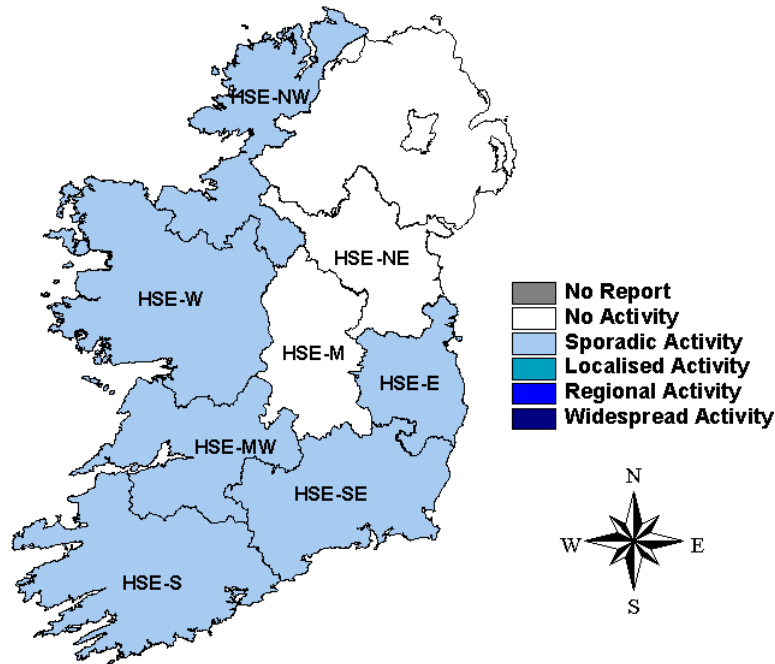 HSE-NW
HSE-NE
HSE-W
HSE-M
HSE-E
HSE-MW
HSE-SE
HSE-S
No Report
No Activity
Sporadic Activity
Localised Activity
Regional Activity
Widespread Activity
N
W E
S